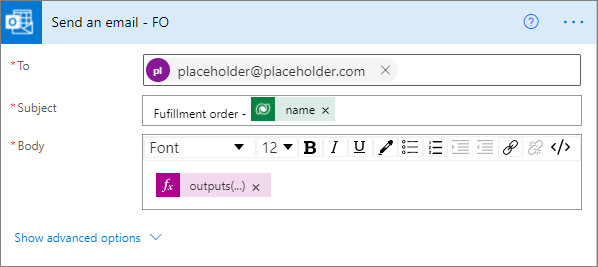 Send an email - FO
* To
pl placeholder@placeholder.com ×
* Subject
Fufillment order - name ×
* Body
Font 12 B I U </>
fx outputs(...) ×
Show advanced options